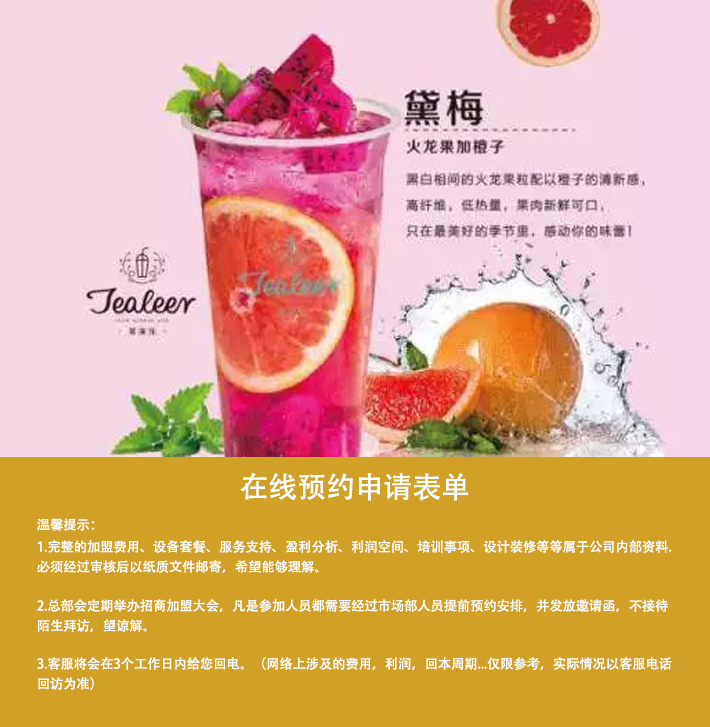 黛梅
火龙果加橙子
黑白相间的火龙果粒配以橙子的清新感，
高纤维，低热量，果肉新鲜可口，
只在最美好的季节里，感动你的味蕾！
Tealeer
茶来乐
Tealeer
在线预约申请表单
温馨提示：
1.完整的加盟费用、设备套餐、服务支持、盈利分析、利润空间、培训事项、设计装修等等属于公司内部资料.
必须经过审核后以纸质文件邮寄，希望能够理解。
2.总部会定期举办招商加盟大会，凡是参加人员都需要经过市场部人员提前预约安排，并发放邀请函，不接待
陌生拜访，望谅解。
3.客服将会在3个工作日内给您回电。（网络上涉及的费用，利润，回本周期...仅限参考，实际情况以客服电话
回访为准）